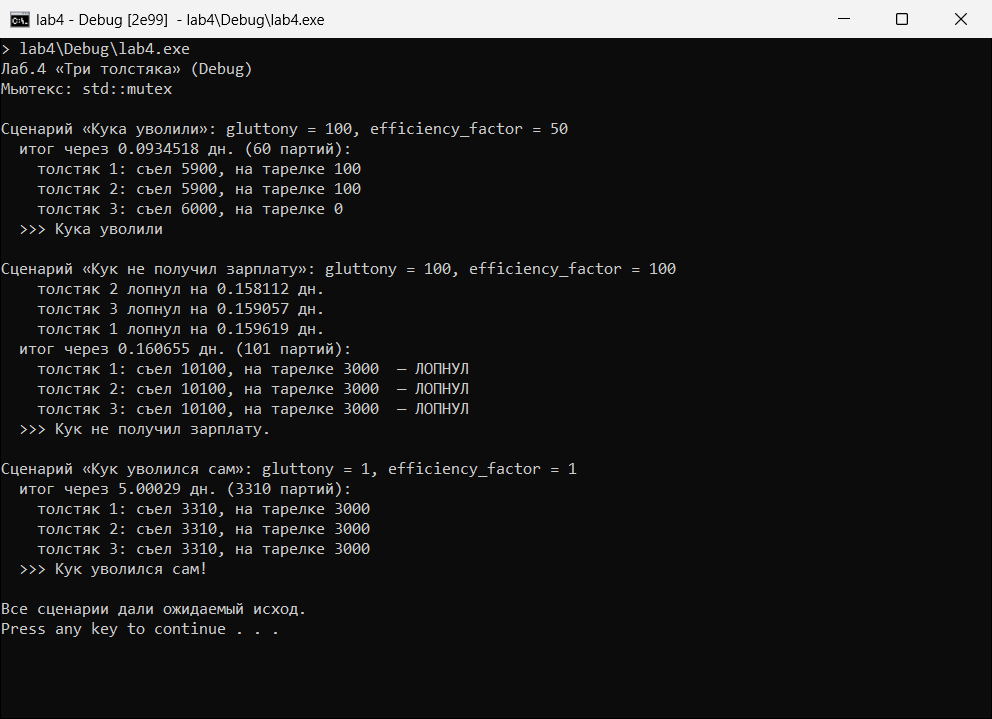 lab4 - Debug [2e99]  - lab4\Debug\lab4.exe
> lab4\Debug\lab4.exe
Лаб.4 «Три толстяка» (Debug)
Мьютекс: std::mutex
Сценарий «Кука уволили»: gluttony = 100, efficiency_factor = 50
  итог через 0.0934518 дн. (60 партий):
    толстяк 1: съел 5900, на тарелке 100
    толстяк 2: съел 5900, на тарелке 100
    толстяк 3: съел 6000, на тарелке 0
  >>> Кука уволили
Сценарий «Кук не получил зарплату»: gluttony = 100, efficiency_factor = 100
    толстяк 2 лопнул на 0.158112 дн.
    толстяк 3 лопнул на 0.159057 дн.
    толстяк 1 лопнул на 0.159619 дн.
  итог через 0.160655 дн. (101 партий):
    толстяк 1: съел 10100, на тарелке 3000  — ЛОПНУЛ
    толстяк 2: съел 10100, на тарелке 3000  — ЛОПНУЛ
    толстяк 3: съел 10100, на тарелке 3000  — ЛОПНУЛ
  >>> Кук не получил зарплату.
Сценарий «Кук уволился сам»: gluttony = 1, efficiency_factor = 1
  итог через 5.00029 дн. (3310 партий):
    толстяк 1: съел 3310, на тарелке 3000
    толстяк 2: съел 3310, на тарелке 3000
    толстяк 3: съел 3310, на тарелке 3000
  >>> Кук уволился сам!
Все сценарии дали ожидаемый исход.
Press any key to continue . . .